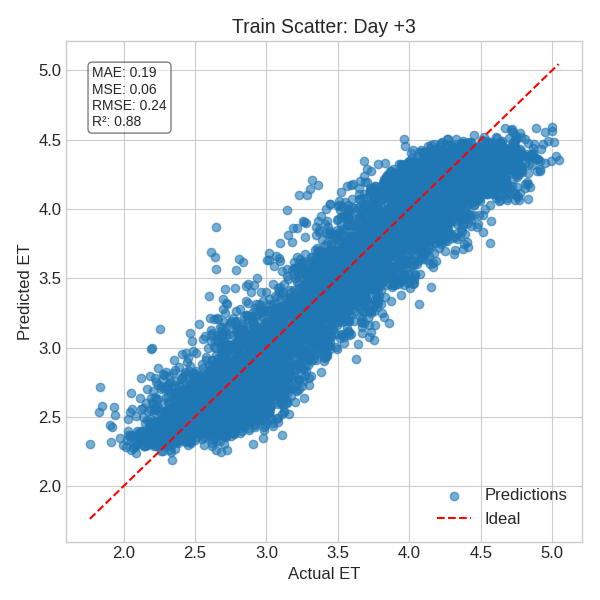 Train Scatter: Day +3
MAE: 0.19
MSE: 0.06
RMSE: 0.24
R²: 0.88
5.0
4.5
4.0
3.5
3.0
2.5
2.0
Predicted ET
Predictions
Ideal
2.0 2.5 3.0 3.5 4.0 4.5 5.0
Actual ET